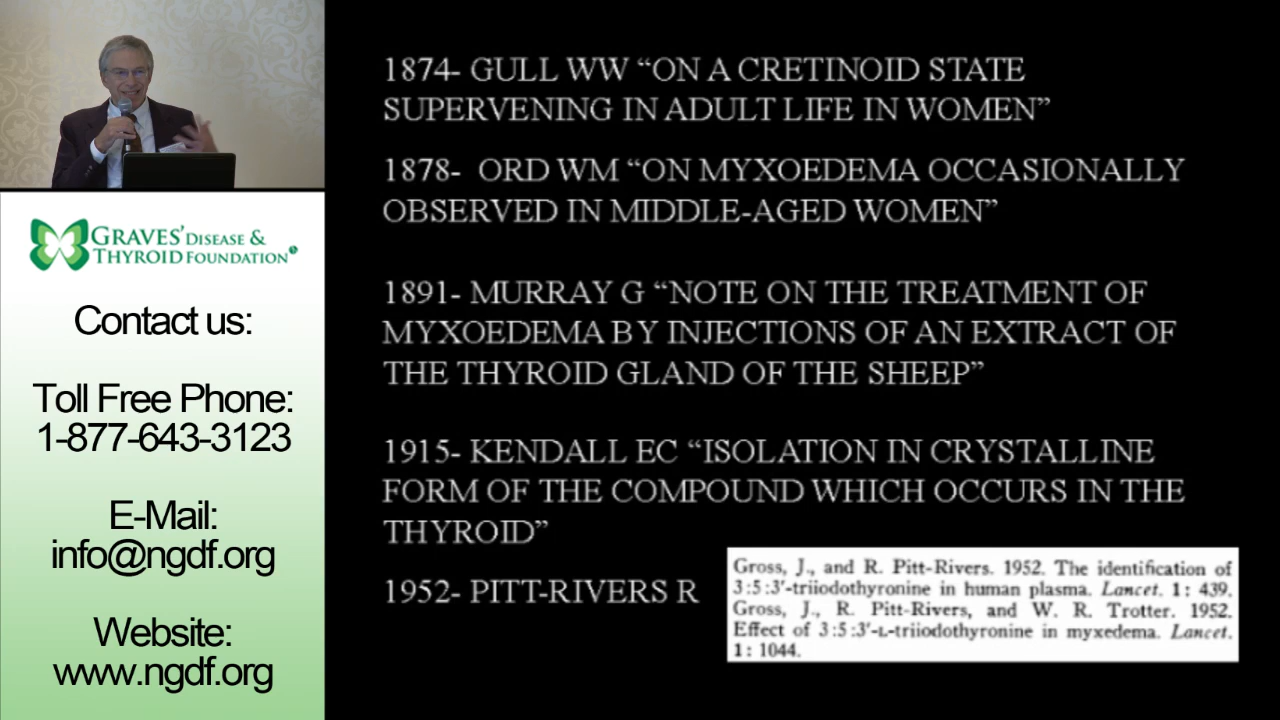 GRAVES' DISEASE &
THYROID FOUNDATION
Contact us:
Toll Free Phone:
1-877-643-3123
E-Mail:
info@ngdf.org
Website:
www.ngdf.org
1874- GULL WW “ON A CRETINOID STATE
SUPERVENING IN ADULT LIFE IN WOMEN”
1878- ORD WM “ON MYXOEDEMA OCCASIONALLY
OBSERVED IN MIDDLE-AGED WOMEN”
1891- MURRAY G “NOTE ON THE TREATMENT OF
MYXOEDEMA BY INJECTIONS OF AN EXTRACT OF
THE THYROID GLAND OF THE SHEEP”
1915- KENDALL EC “ISOLATION IN CRYSTALLINE
FORM OF THE COMPOUND WHICH OCCURS IN THE
THYROID”
1952- PITT-RIVERS R
Gross, J., and R. Pitt-Rivers. 1952. The identification of
3:5:3'-triiodothyronine in human plasma. Lancet. 1: 439.
Gross, J., R. Pitt-Rivers, and W. R. Trotter. 1952.
Effect of 3:5:3'-L-triiodothyronine in myxedema. Lancet.
1: 1044.